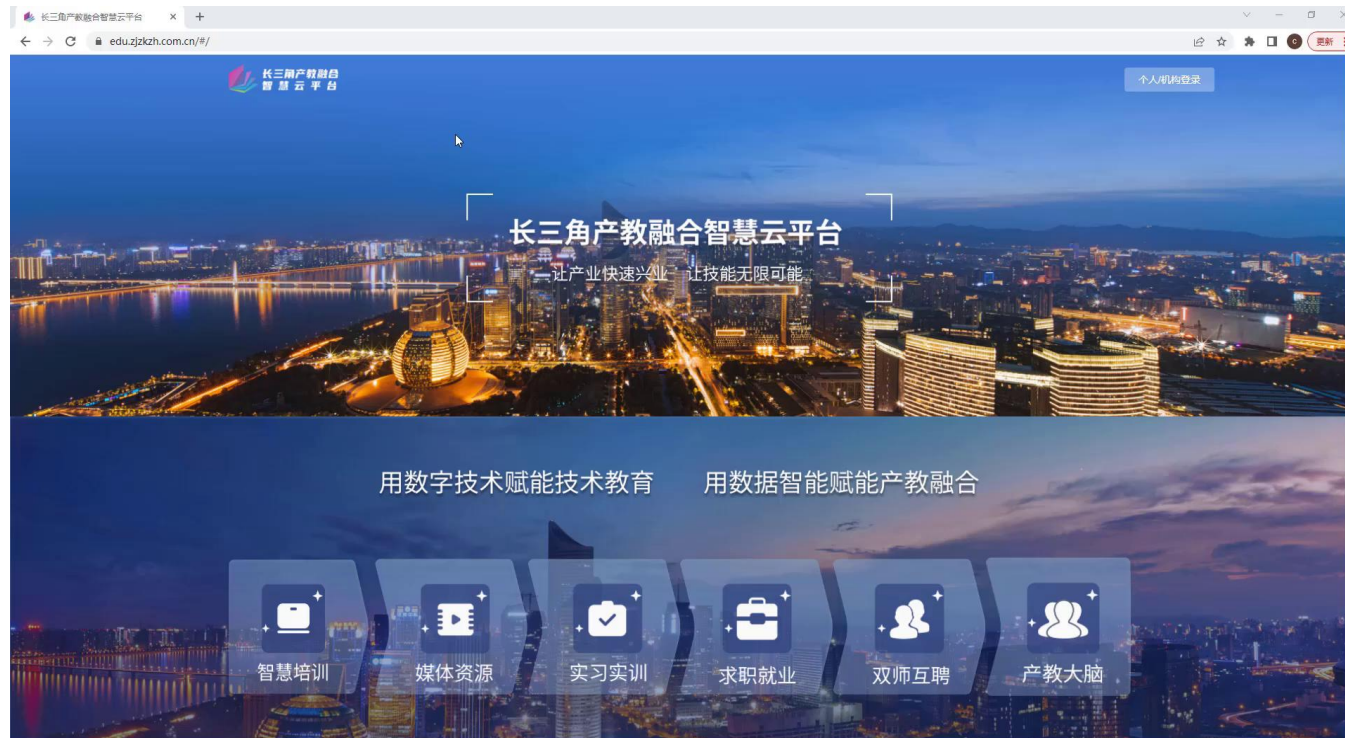 长三角产教融合智慧云平台
edu.zjzkzh.com.cn/#/
C
更新
长三角产教融合
智慧云平台
个人/机构登录
长三角产教融合智慧云平台
让产业快速兴业 让技能无限可能
用数字技术赋能技术教育 用数据智能赋能产教融合
智慧培训 媒体资源 实习实训 求职就业 双师互聘 产教大脑